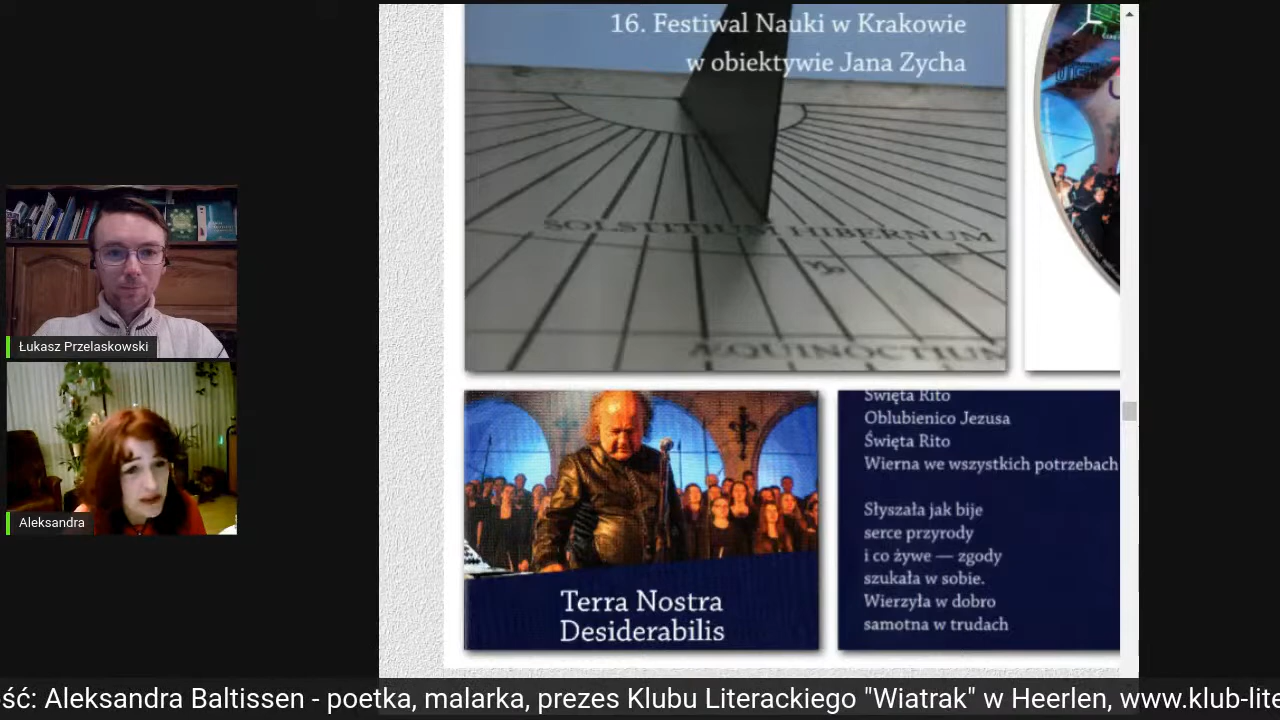 16. Festiwal Nauki w Krakowie
w obiektywie Jana Zycha
SOLSTITIUM HIBERNUM
Łukasz Przelaskowski
Aleksandra
Terra Nostra
Desiderabilis
Święta Rito
Oblubienico Jezusa
Święta Rito
Wierna we wszystkich potrzebach
Słyszała jak bije
serce przyrody
i co żywe — zgody
szukała w sobie.
Wierzyła w dobro
samotna w trudach
ść: Aleksandra Baltissen - poetka, malarka, prezes Klubu Literackiego "Wiatrak" w Heerlen, www.klub-lite